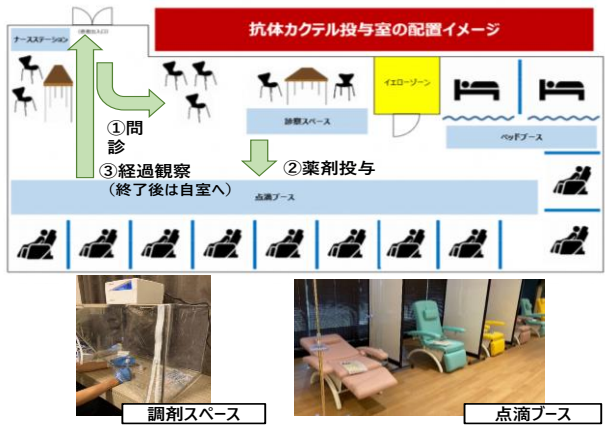 抗体カクテル投与室の配置イメージ
ナースステーション
イエローゾーン
診察スペース
ベッドブース
①問
診
②薬剤投与
③経過観察
（終了後は自室へ）
点滴ブース
調剤スペース
点滴ブース